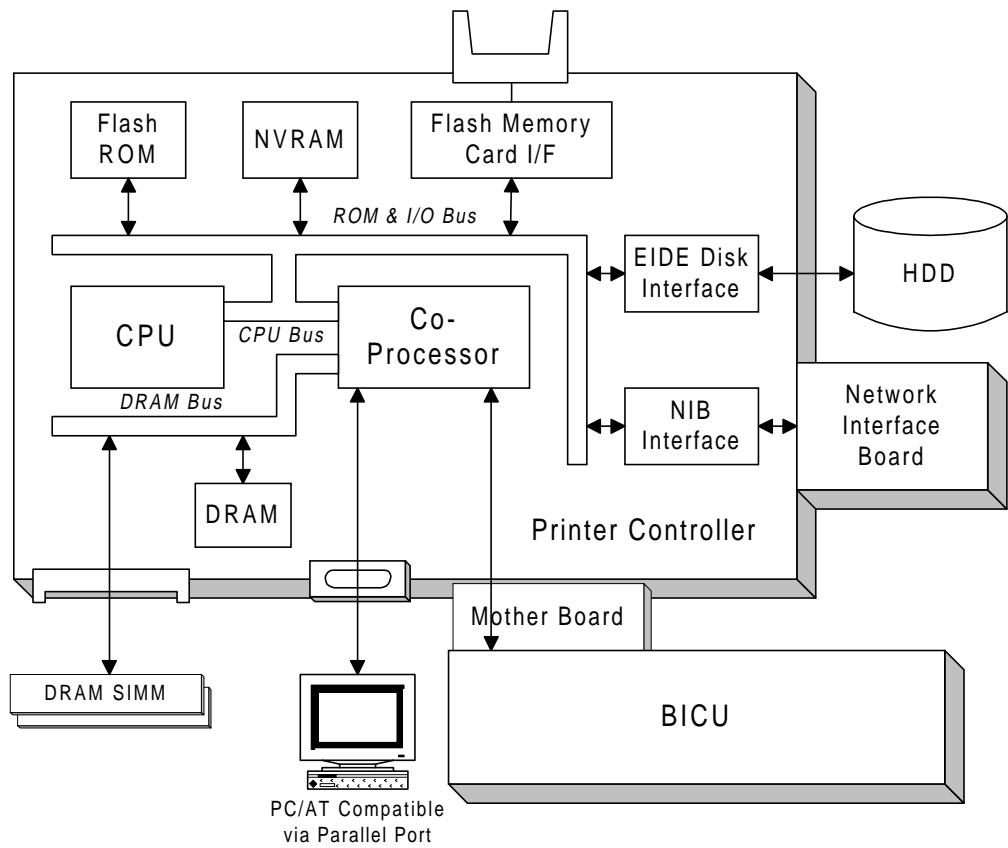 Flash
ROM
NVRAM
Flash Memory
Card I/F
ROM & I/O Bus
EIDE Disk
Interface
HDD
CPU
CPU Bus
Co-
Processor
DRAM Bus
NIB
Interface
Network
Interface
Board
DRAM
Printer Controller
Mother Board
DRAM SIMM
BICU
PC/AT Compatible
via Parallel Port